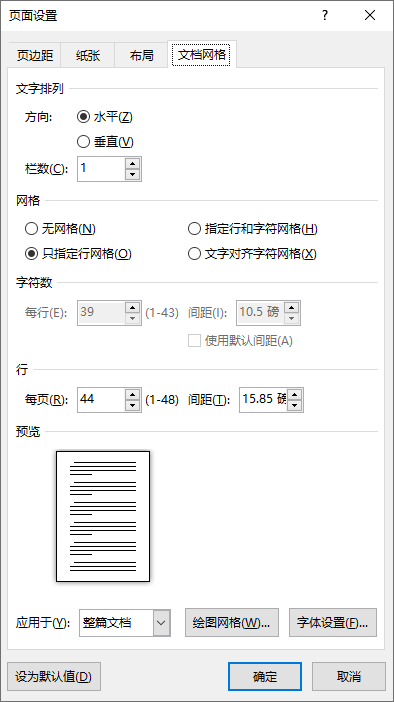 页面设置 ?
页边距 纸张 布局 文档网格
文字排列
方向: 水平(Z)
垂直(V)
栏数(C): 1
网格
无网格(N) 指定行和字符网格(H)
只指定行网格(O) 文字对齐字符网格(X)
字符数
每行(E): 39 (1-43) 间距(I): 10.5 磅
使用默认间距(A)
行
每页(R): 44 (1-48) 间距(T): 15.85 磅
预览
应用于(Y): 整篇文档 绘图网格(W)... 字体设置(F)...
设为默认值(D) 确定 取消